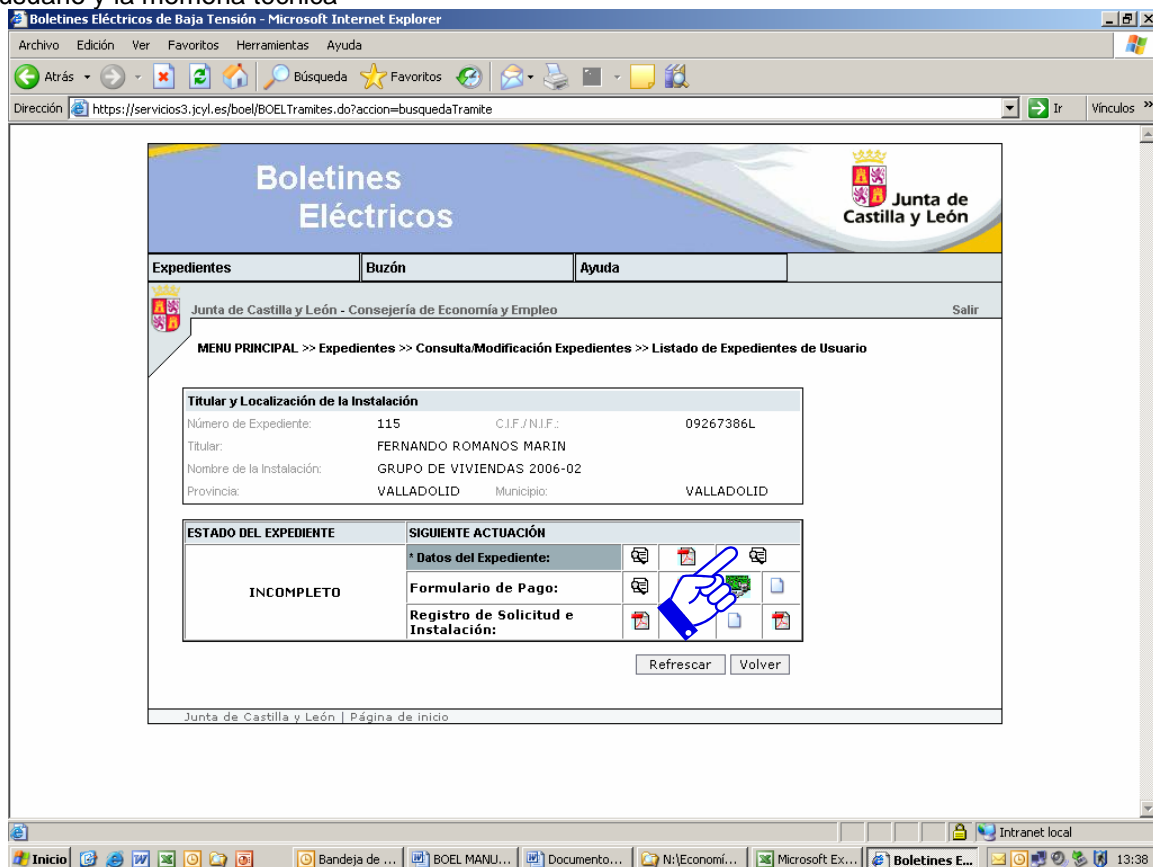 usuario y la memoria técnica
Boletines Eléctricos de Baja Tensión - Microsoft Internet Explorer
Archivo Edición Ver Favoritos Herramientas Ayuda
Atrás Búsqueda Favoritos
Dirección https://servicios3.jcyl.es/boel/BOELTramites.do?accion=busquedaTramite Ir Vínculos »
Boletines
Eléctricos
Junta de
Castilla y León
Expedientes Buzón Ayuda
Junta de Castilla y León - Consejería de Economía y Empleo Salir
MENU PRINCIPAL >> Expedientes >> Consulta/Modificación Expedientes >> Listado de Expedientes de Usuario
Titular y Localización de la Instalación
Número de Expediente: 115 C.I.F./N.I.F.: 09267386L
Titular: FERNANDO ROMANOS MARIN
Nombre de la Instalación: GRUPO DE VIVIENDAS 2006-02
Provincia: VALLADOLID Municipio: VALLADOLID
ESTADO DEL EXPEDIENTE SIGUIENTE ACTUACIÓN
* Datos del Expediente:
INCOMPLETO Formulario de Pago:
Registro de Solicitud e
Instalación:
Refrescar Volver
Junta de Castilla y León | Página de inicio
Intranet local
Inicio Bandeja de ... BOEL MANU... Documento... N:\Economí... Microsoft Ex... Boletines E... 13:38